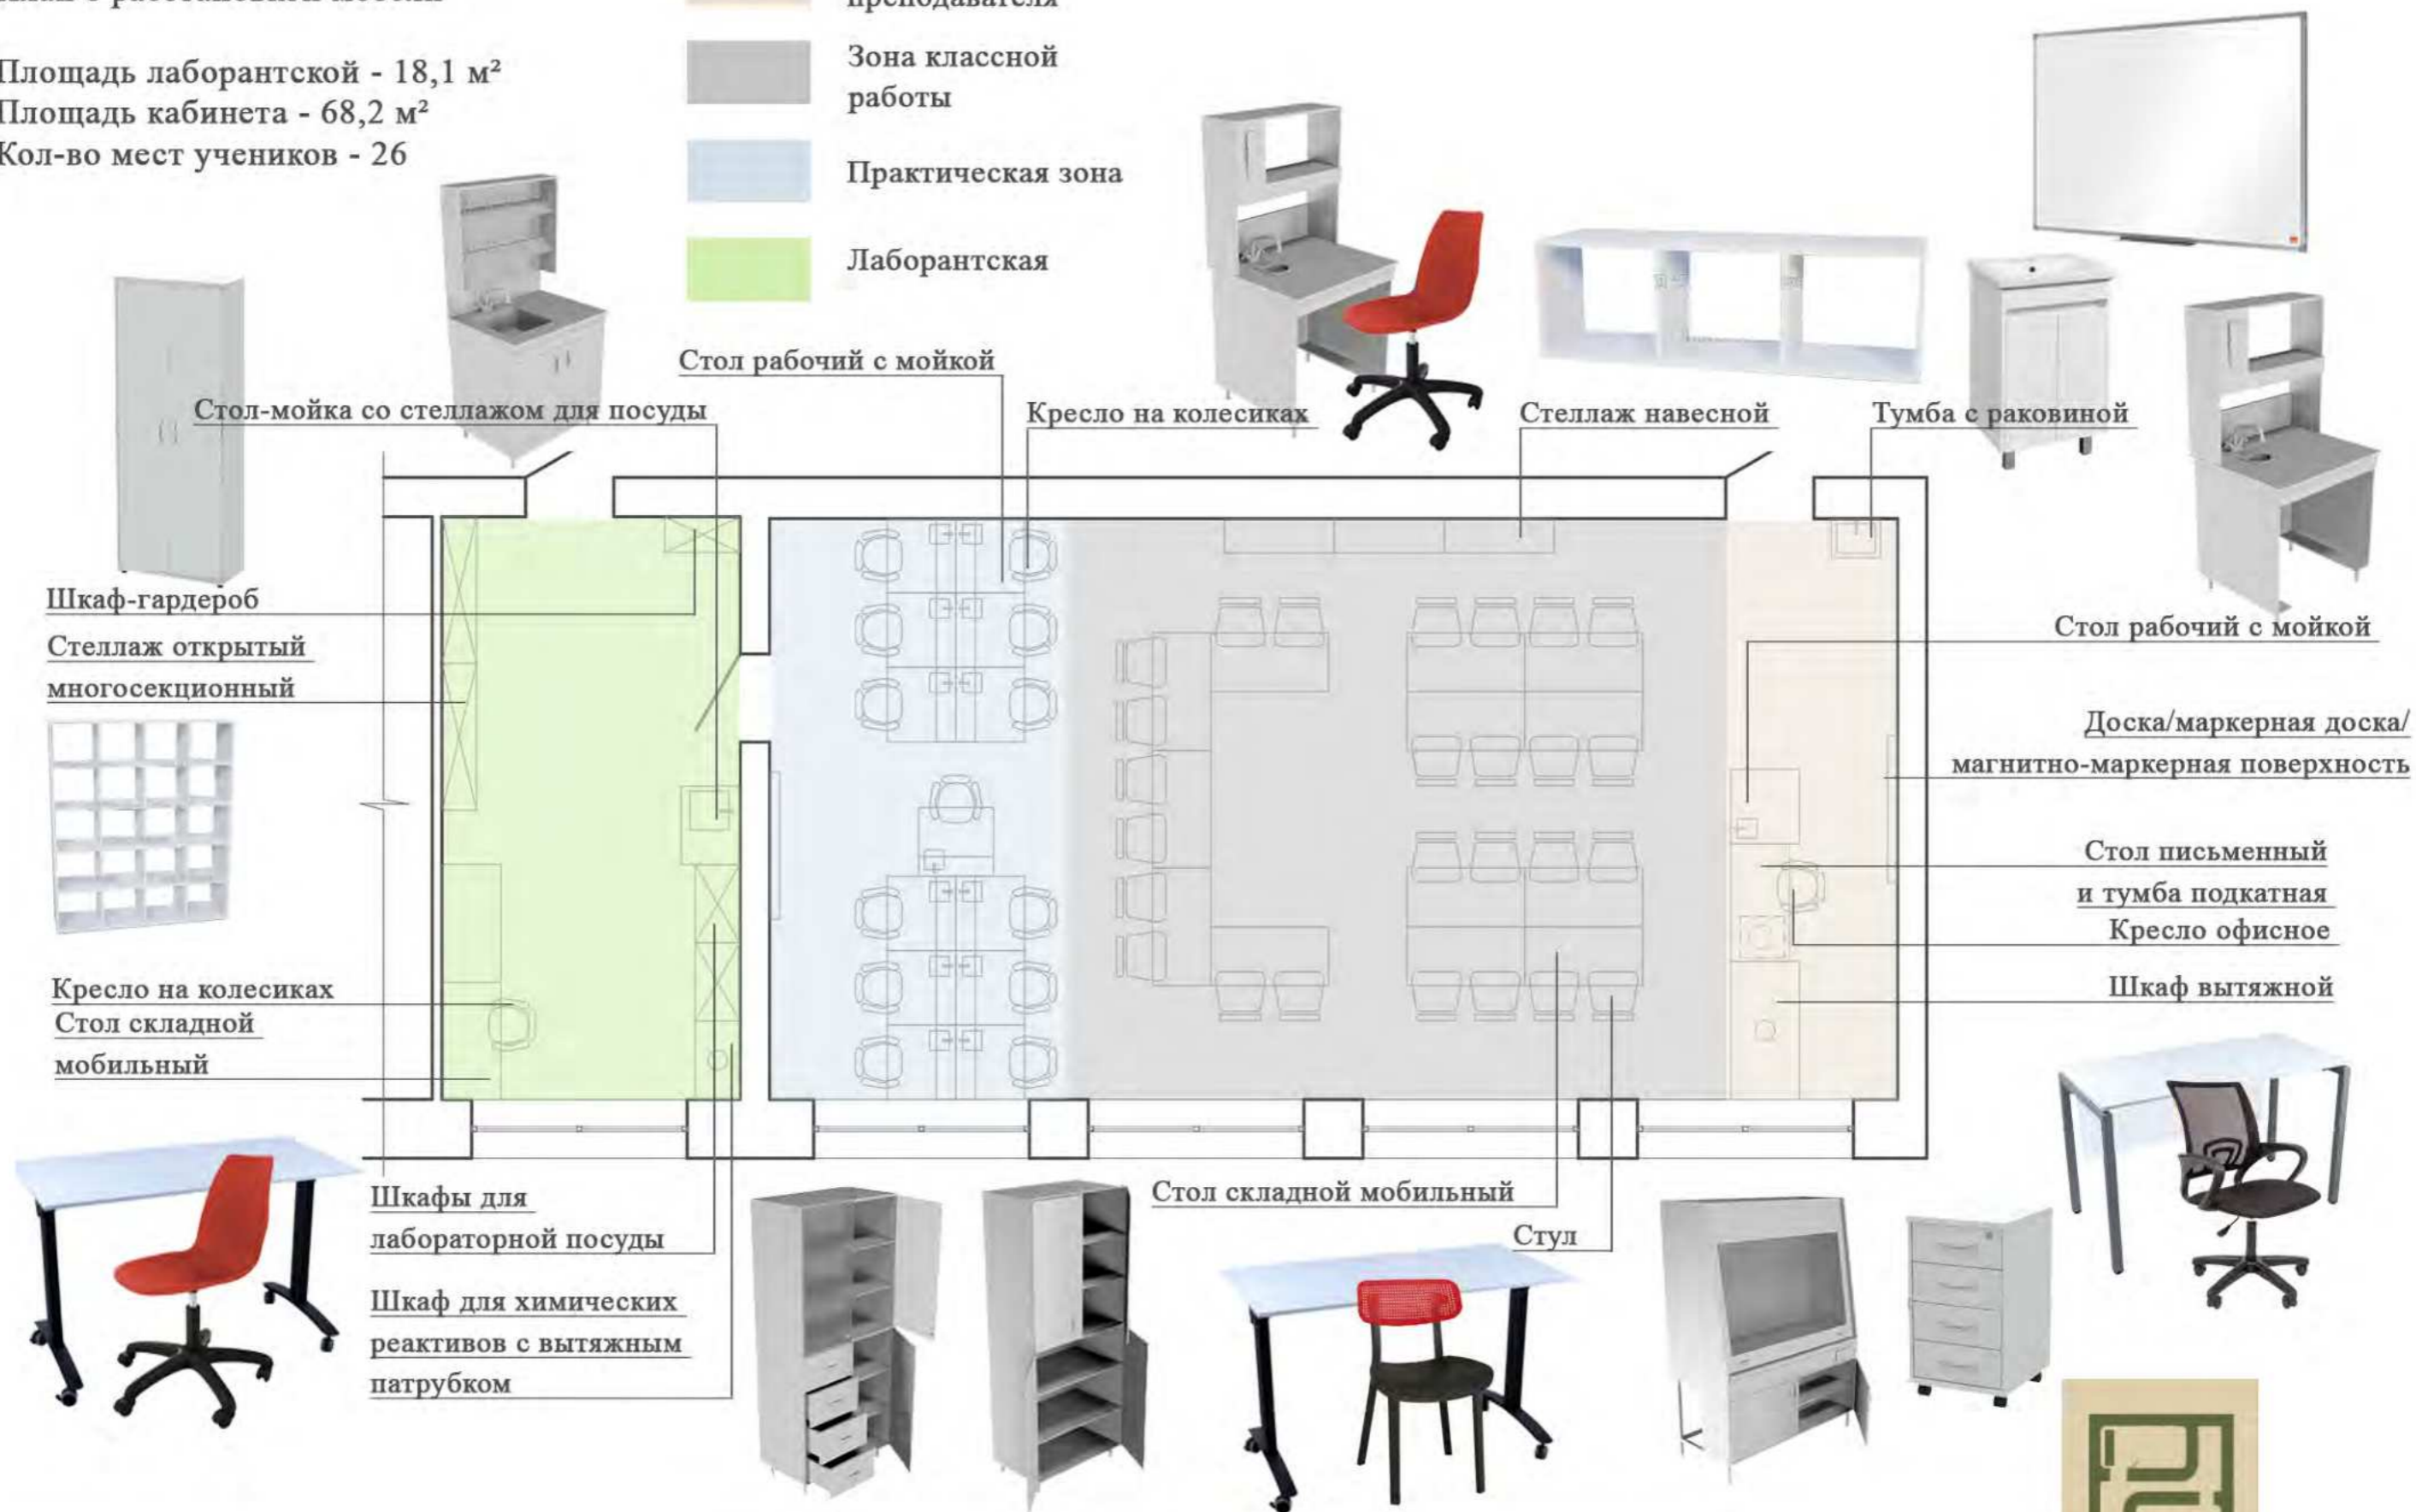 План с расстановкой мебели
Площадь лаборантской - 18,1 м²
Площадь кабинета - 68,2 м²
Кол-во мест учеников - 26
преподавателя
Зона классной
работы
Практическая зона
Лаборантская
Стол рабочий с мойкой
Стол-мойка со стеллажом для посуды
Кресло на колесиках
Стеллаж навесной
Тумба с раковиной
Шкаф-гардероб
Стеллаж открытый
многосекционный
Стол рабочий с мойкой
Доска/маркерная доска/
магнитно-маркерная поверхность
Стол письменный
и тумба подкатная
Кресло офисное
Шкаф вытяжной
Кресло на колесиках
Стол складной
мобильный
Шкафы для
лабораторной посуды
Шкаф для химических
реактивов с вытяжным
патрубком
Стол складной мобильный
Стул